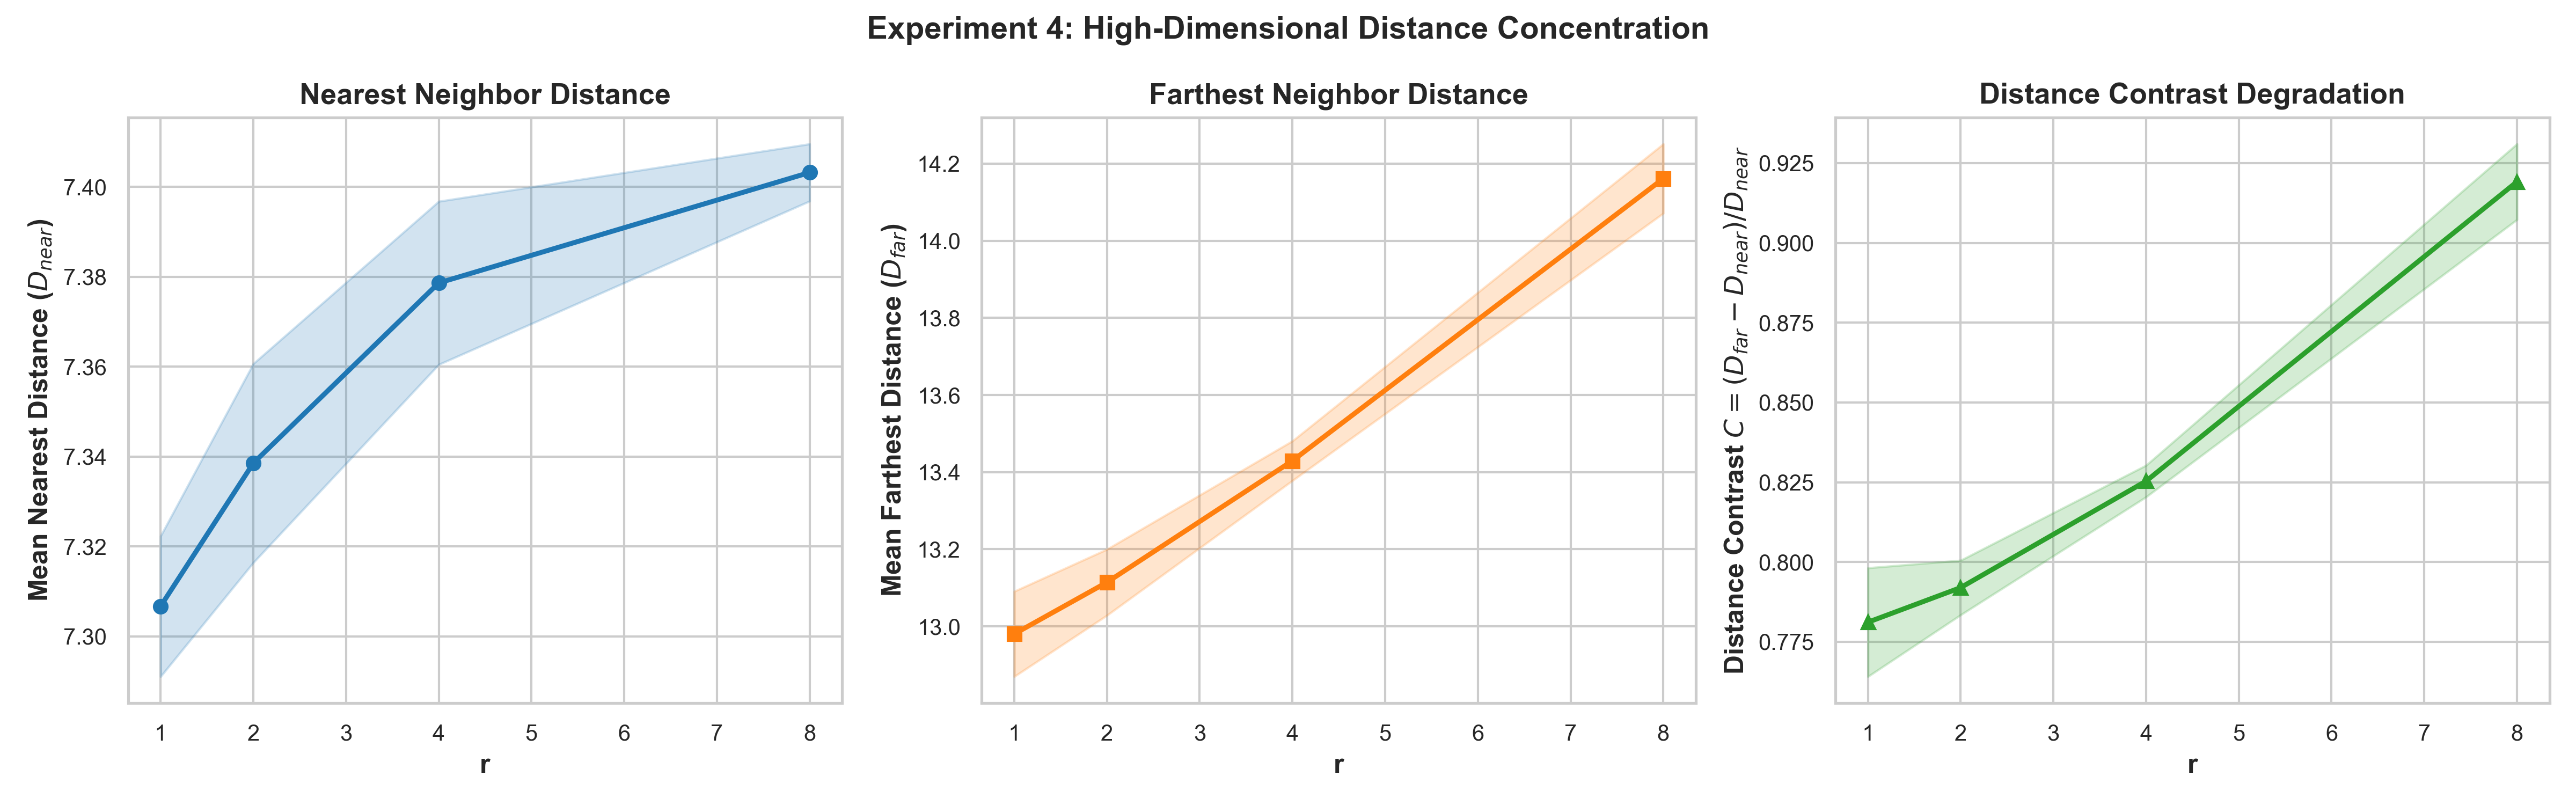 Experiment 4: High-Dimensional Distance Concentration
Nearest Neighbor Distance
Mean Nearest Distance (D_near)
7.40
7.38
7.36
7.34
7.32
7.30
1 2 3 4 5 6 7 8
r
Farthest Neighbor Distance
Mean Farthest Distance (D_far)
14.2
14.0
13.8
13.6
13.4
13.2
13.0
1 2 3 4 5 6 7 8
r
Distance Contrast Degradation
Distance Contrast C = (D_far − D_near)/D_near
0.925
0.900
0.875
0.850
0.825
0.800
0.775
1 2 3 4 5 6 7 8
r